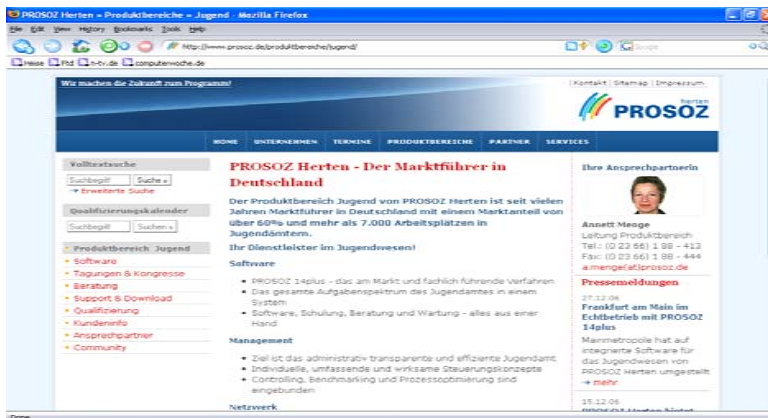 PROSOZ Herten » Produktbereiche » Jugend - Mozilla Firefox
File Edit View History Bookmarks Tools Help
http://www.prosoz.de/produktbereiche/jugend/
Heise Ftd n-tv.de computerwoche.de
Wir machen die Zukunft zum Programm!
Kontakt | Sitemap | Impressum
herten
PROSOZ
HOME UNTERNEHMEN TERMINE PRODUKTBEREICHE PARTNER SERVICES
Volltextsuche
Suchbegriff Suche »
Erweiterte Suche
Qualifizierungskalender
Suchbegriff Suchen »
Produktbereich Jugend
Software
Tagungen & Kongresse
Beratung
Support & Download
Qualifizierung
Kundeninfo
Ansprechpartner
Community
PROSOZ Herten - Der Marktführer in
Deutschland
Der Produktbereich Jugend von PROSOZ Herten ist seit vielen
Jahren Marktführer in Deutschland mit einem Marktanteil von
über 60% und mehr als 7.000 Arbeitsplätzen in
Jugendämtern.
Ihr Dienstleister im Jugendwesen!
Software
PROSOZ 14plus - das am Markt und fachlich führende Verfahren
Das gesamte Aufgabenspektrum des Jugendamtes in einem
System
Software, Schulung, Beratung und Wartung - alles aus einer
Hand
Management
Ziel ist das administrativ transparente und effiziente Jugendamt
Individuelle, umfassende und wirksame Steuerungskonzepte
Controlling, Benchmarking und Prozessoptimierung sind
eingebunden
Netzwerk
Ihre Ansprechpartnerin
Annett Menge
Leitung Produktbereich
Tel.: (0 23 66) 1 88 - 413
Fax: (0 23 66) 1 88 - 444
a.menge(at)prosoz.de
Pressemeldungen
27.12.06
Frankfurt am Main im
Echtbetrieb mit PROSOZ
14plus
Mainmetropole hat auf
integrierte Software für
das Jugendwesen von
PROSOZ Herten umgestellt
mehr
15.12.06
PROSOZ Herten bietet
Done